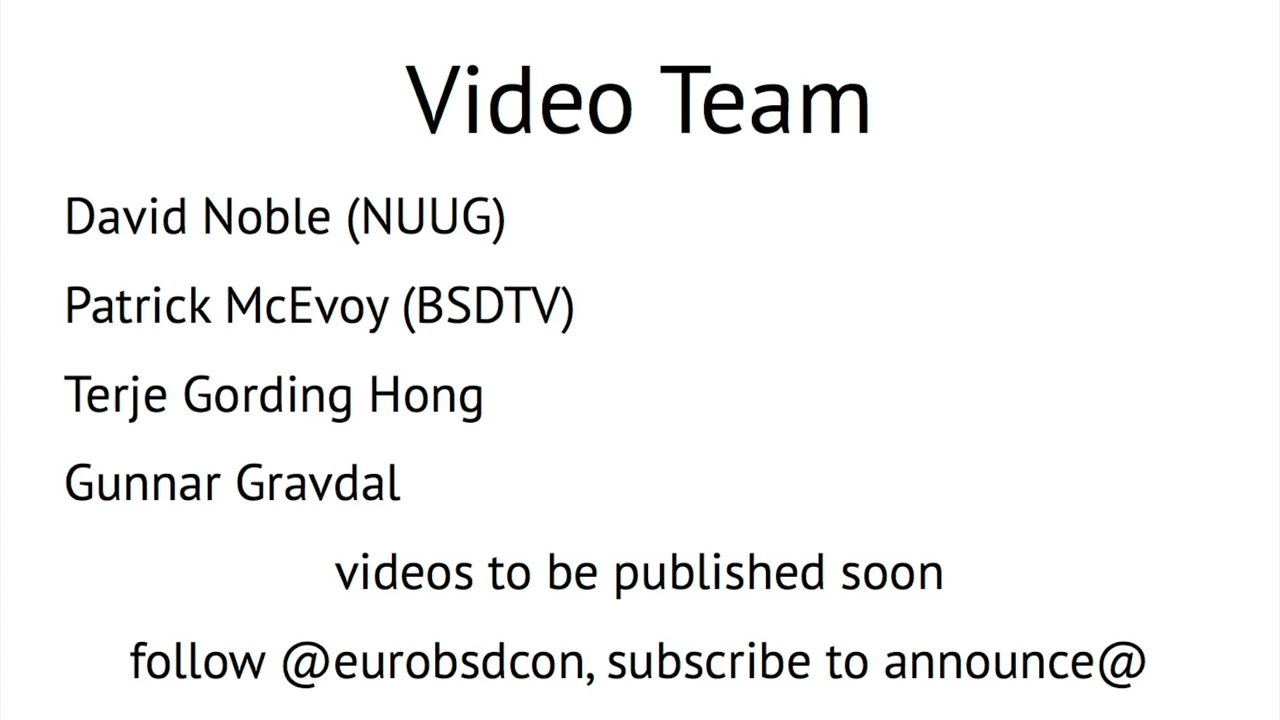 Video Team
David Noble (NUUG)
Patrick McEvoy (BSDTV)
Terje Gording Hong
Gunnar Gravdal
videos to be published soon
follow @eurobsdcon, subscribe to announce@